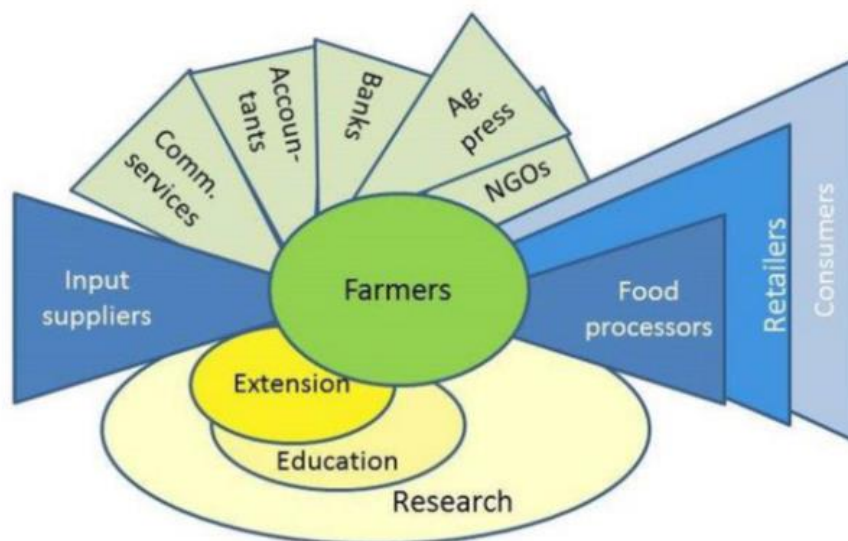 Comm.
services
Accoun-
tants
Banks
Ag.
press
NGOs
Input
suppliers
Farmers
Food
processors
Retailers
Consumers
Extension
Education
Research